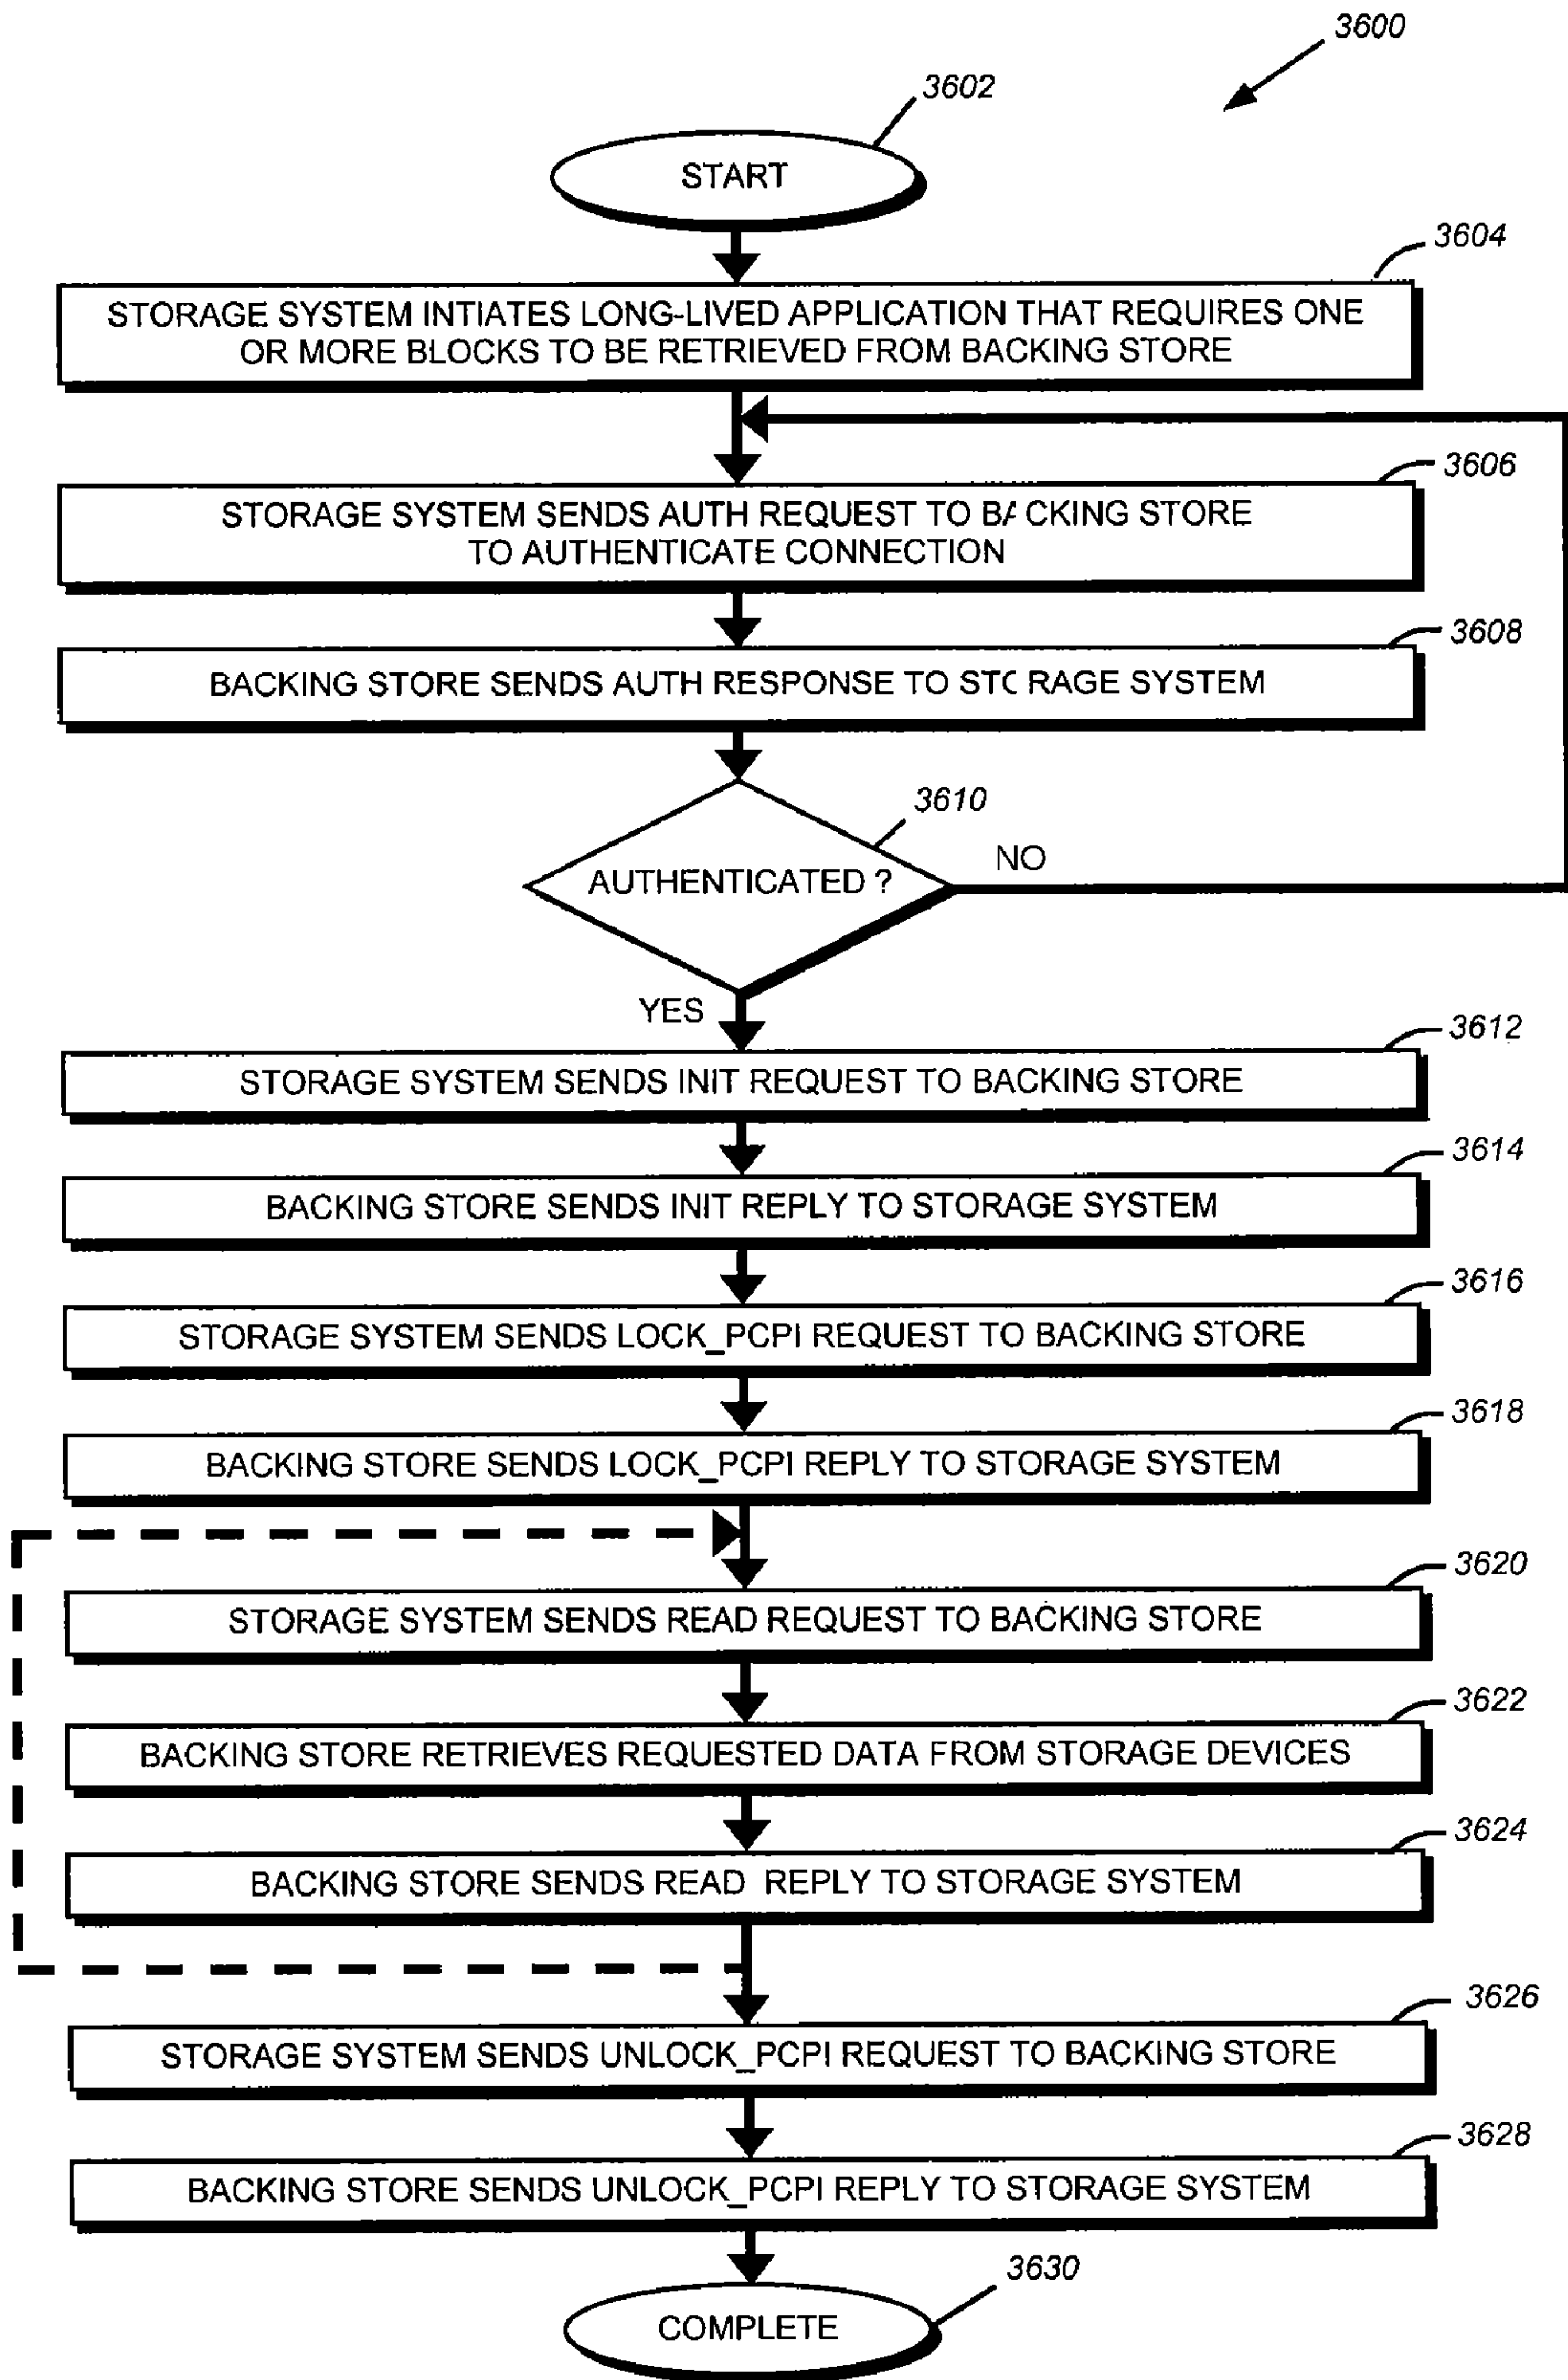 3600
3602
START
3604
STORAGE SYSTEM INTIATES LONG-LIVED APPLICATION THAT REQUIRES ONE
OR MORE BLOCKS TO BE RETRIEVED FROM BACKING STORE
3606
STORAGE SYSTEM SENDS AUTH REQUEST TO BACKING STORE
TO AUTHENTICATE CONNECTION
3608
BACKING STORE SENDS AUTH RESPONSE TO STORAGE SYSTEM
3610
AUTHENTICATED ?
NO
YES
3612
STORAGE SYSTEM SENDS INIT REQUEST TO BACKING STORE
3614
BACKING STORE SENDS INIT REPLY TO STORAGE SYSTEM
3616
STORAGE SYSTEM SENDS LOCK_PCPI REQUEST TO BACKING STORE
3618
BACKING STORE SENDS LOCK_PCPI REPLY TO STORAGE SYSTEM
3620
STORAGE SYSTEM SENDS READ REQUEST TO BACKING STORE
3622
BACKING STORE RETRIEVES REQUESTED DATA FROM STORAGE DEVICES
3624
BACKING STORE SENDS READ REPLY TO STORAGE SYSTEM
3626
STORAGE SYSTEM SENDS UNLOCK_PCPI REQUEST TO BACKING STORE
3628
BACKING STORE SENDS UNLOCK_PCPI REPLY TO STORAGE SYSTEM
3630
COMPLETE